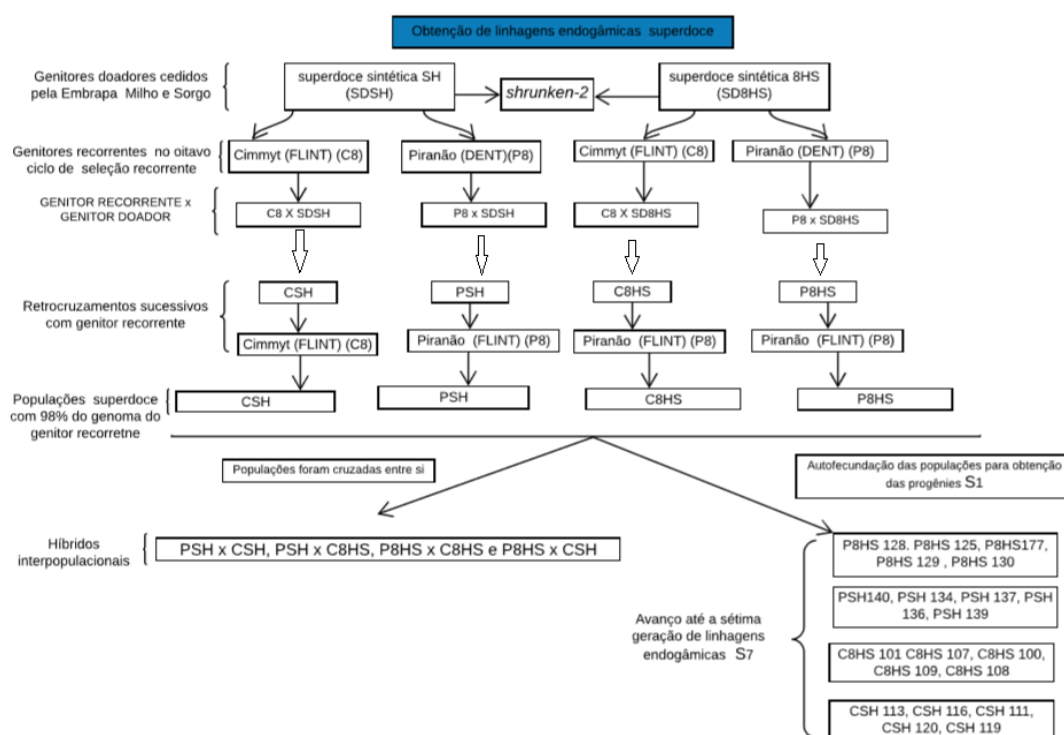 Obtenção de linhagens endogâmicas superdoce
Genitores doadores cedidos
pela Embrapa Milho e Sorgo
superdoce sintética SH
(SDSH)
shrunken-2
superdoce sintética 8HS
(SD8HS)
Genitores recorrentes no oitavo
ciclo de seleção recorrente
Cimmyt (FLINT) (C8)
Piranão (DENT)(P8)
Cimmyt (FLINT) (C8)
Piranão (DENT) (P8)
GENITOR RECORRENTE x
GENITOR DOADOR
C8 X SDSH
P8 x SDSH
C8 X SD8HS
P8 x SD8HS
Retrocruzamentos sucessivos
com genitor recorrente
CSH
PSH
C8HS
P8HS
Cimmyt (FLINT) (C8)
Piranão (FLINT) (P8)
Piranão (FLINT) (P8)
Piranão (FLINT) (P8)
Populações superdoce
com 98% do genoma do
genitor recorretne
CSH
PSH
C8HS
P8HS
Populações foram cruzadas entre si
Autofecundação das populações para obtenção
das progênies S1
Híbridos
interpopulacionais
PSH x CSH, PSH x C8HS, P8HS x C8HS e P8HS x CSH
Avanço até a sétima
geração de linhagens
endogâmicas S7
P8HS 128. P8HS 125, P8HS177,
P8HS 129 , P8HS 130
PSH140, PSH 134, PSH 137, PSH
136, PSH 139
C8HS 101 C8HS 107, C8HS 100,
C8HS 109, C8HS 108
CSH 113, CSH 116, CSH 111,
CSH 120, CSH 119